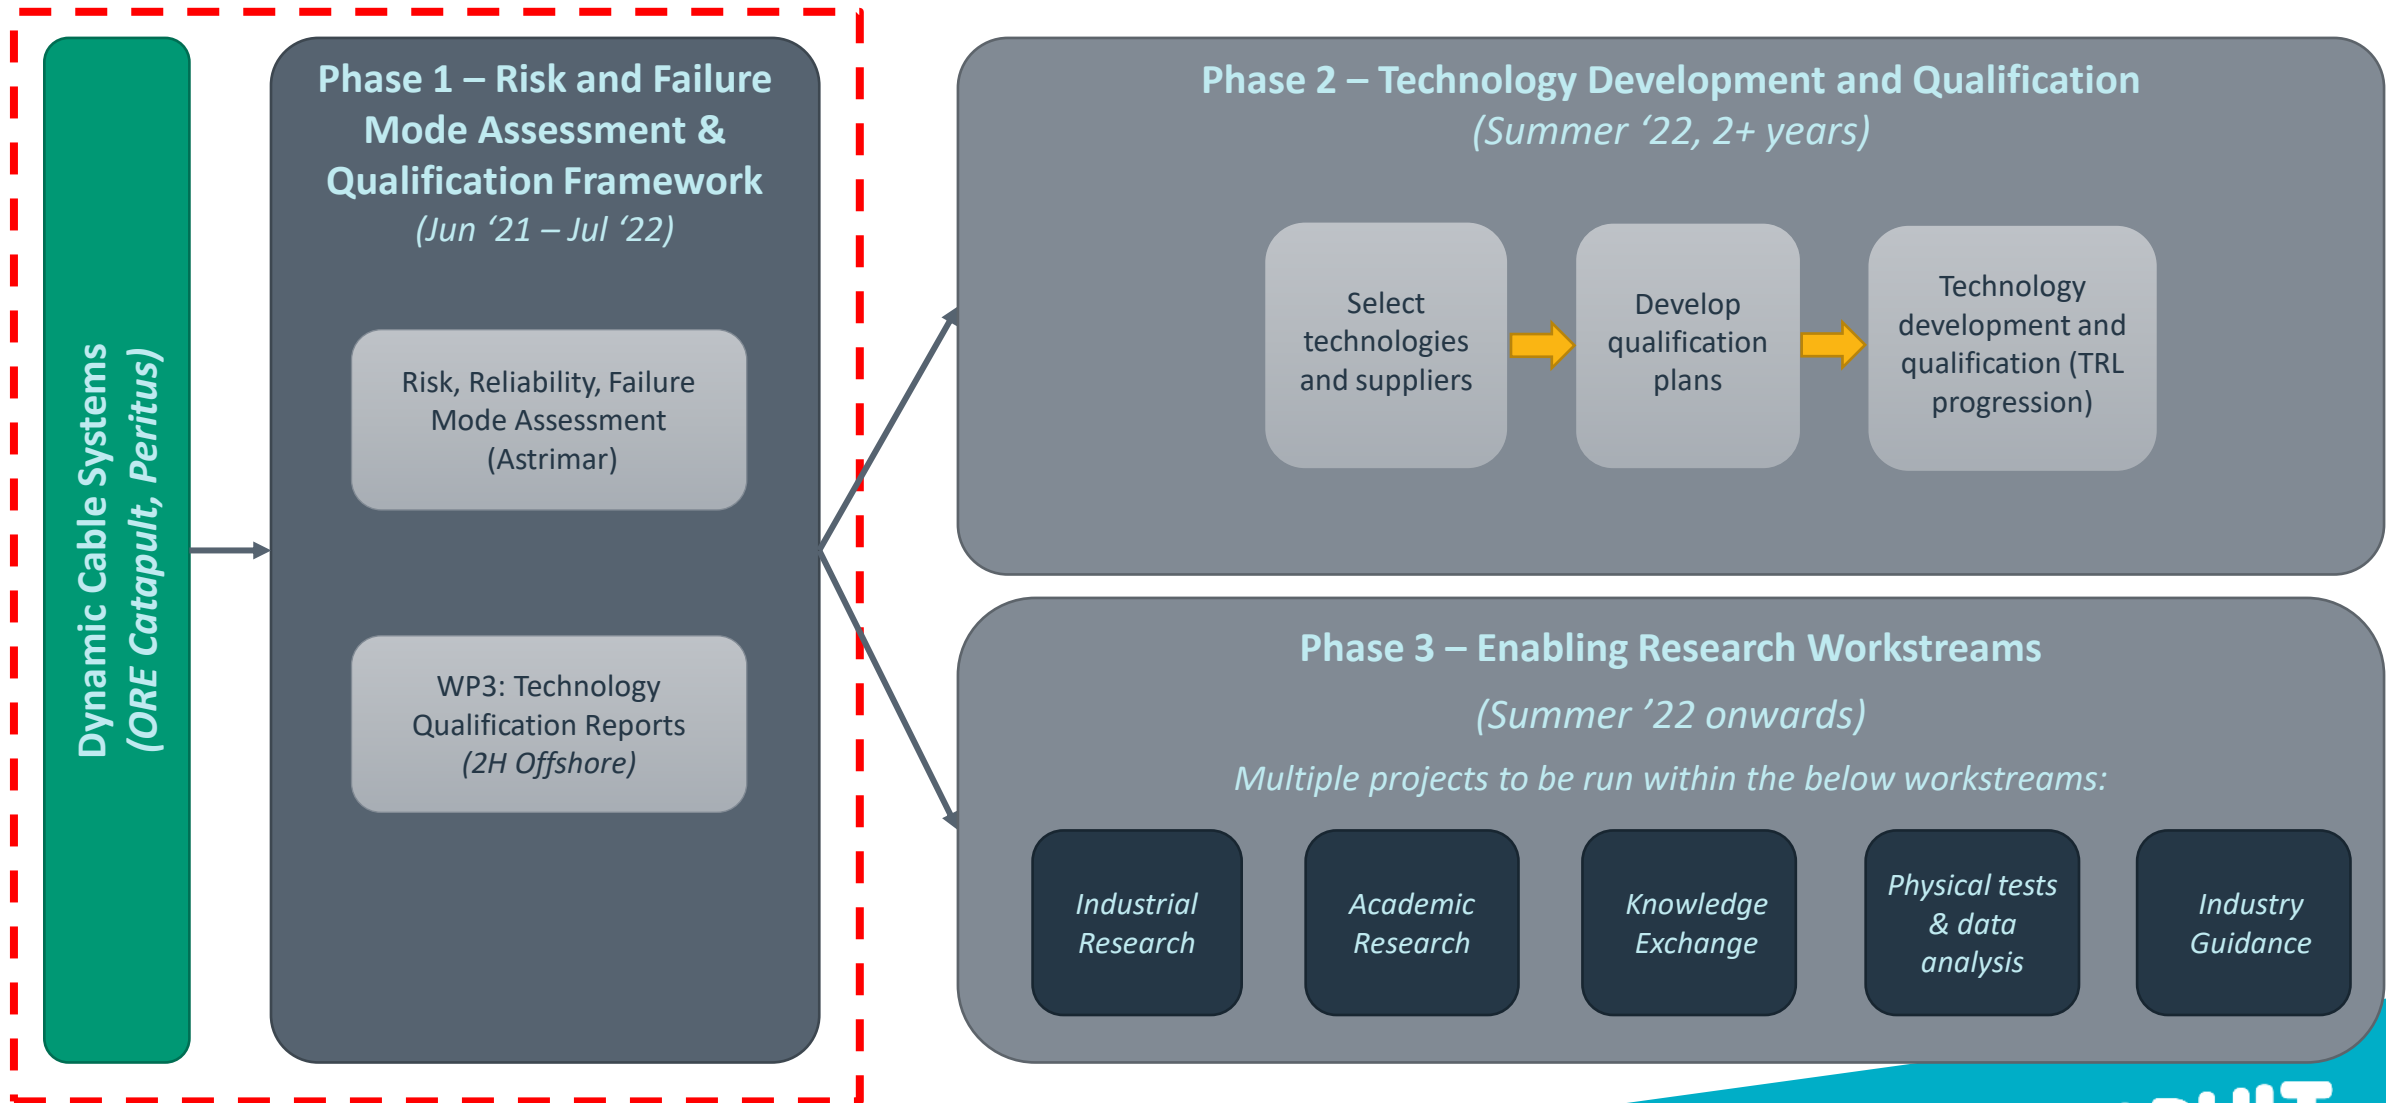 Dynamic Cable Systems
(ORE Catapult, Peritus)
Phase 1 – Risk and Failure
Mode Assessment &
Qualification Framework
(Jun ‘21 – Jul ‘22)
Risk, Reliability, Failure
Mode Assessment
(Astrimar)
WP3: Technology
Qualification Reports
(2H Offshore)
Phase 2 – Technology Development and Qualification
(Summer ‘22, 2+ years)
Select
technologies
and suppliers
Develop
qualification
plans
Technology
development and
qualification (TRL
progression)
Phase 3 – Enabling Research Workstreams
(Summer ’22 onwards)
Multiple projects to be run within the below workstreams:
Industrial
Research
Academic
Research
Knowledge
Exchange
Physical tests
& data
analysis
Industry
Guidance